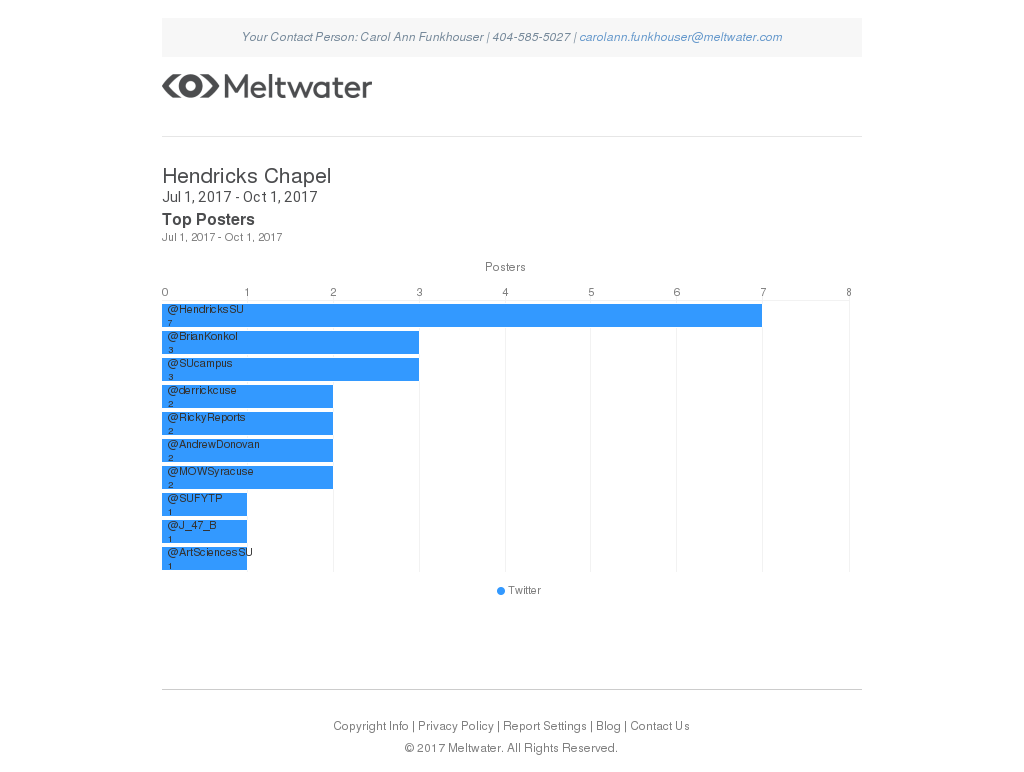 Your Contact Person: Carol Ann Funkhouser | 404-585-5027 | carolann.funkhouser@meltwater.com
Meltwater
Hendricks Chapel
Jul 1, 2017 - Oct 1, 2017
Top Posters
Jul 1, 2017 - Oct 1, 2017
Posters
0 1 2 3 4 5 6 7 8
@HendricksSU
7
@BrianKonkol
3
@SUcampus
3
@derrickcuse
2
@RickyReports
2
@AndrewDonovan
2
@MOWSyracuse
2
@SUFYTP
1
@J_47_B
1
@ArtSciencesSU
1
Twitter
Copyright Info | Privacy Policy | Report Settings | Blog | Contact Us
© 2017 Meltwater. All Rights Reserved.